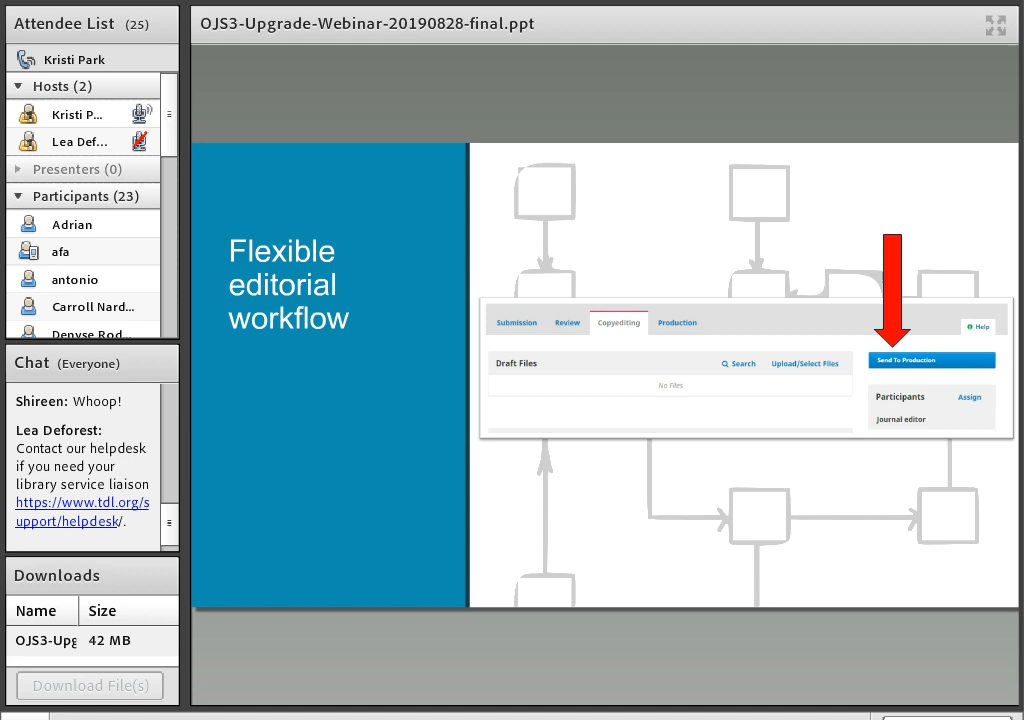 Attendee List (25)
Kristi Park
Hosts (2)
Kristi P...
Lea Def...
Presenters (0)
Participants (23)
Adrian
afa
antonio
Carroll Nard...
Denyse Rod...
Chat (Everyone)
Shireen: Whoop!
Lea Deforest:
Contact our helpdesk
if you need your
library service liaison
https://www.tdl.org/s
upport/helpdesk/.
Downloads
Name Size
OJS3-Upg 42 MB
Download File(s)
OJS3-Upgrade-Webinar-20190828-final.ppt
Flexible
editorial
workflow
Submission Review Copyediting Production
Help
Draft Files Search Upload/Select Files
No Files
Send To Production
Participants Assign
Journal editor